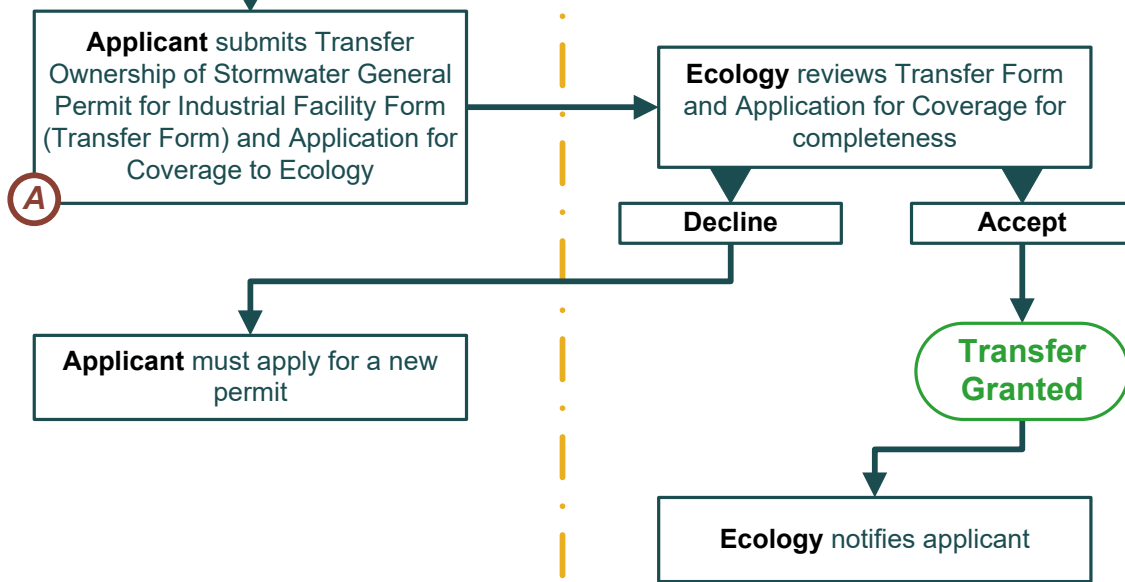 Applicant submits Transfer
Ownership of Stormwater General
Permit for Industrial Facility Form
(Transfer Form) and Application for
Coverage to Ecology
A
Ecology reviews Transfer Form
and Application for Coverage for
completeness
Decline
Accept
Applicant must apply for a new
permit
Transfer
Granted
Ecology notifies applicant